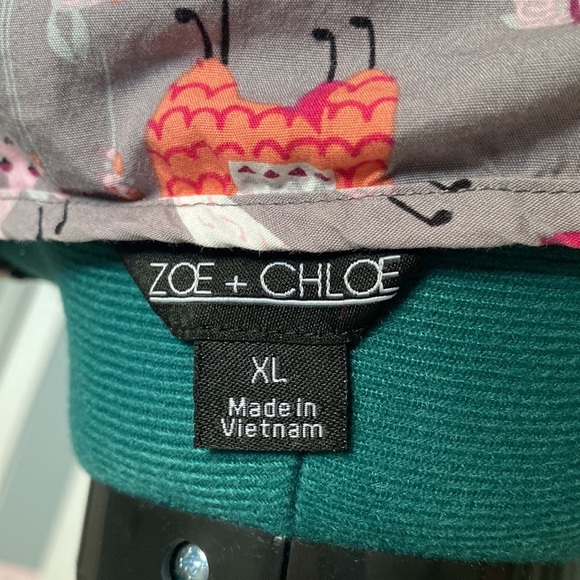 ZOE + CHLOE
XL
Made in
Vietnam